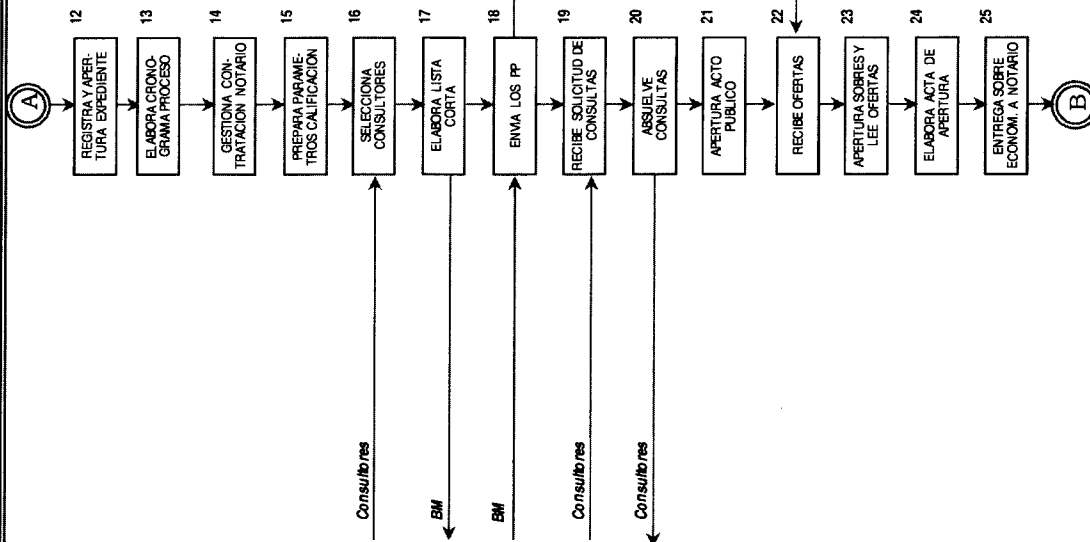 A
12
REGISTRA Y APER-
TURA EXPEDIENTE
13
ELABORA CRONO-
GRAMA PROCESO
14
GESTIONA CON-
TRATACION NOTARIO
15
PREPARA PARAME-
TROS CALIFICACION
16
SELECCIONA
CONSULTORES
Consultores
17
ELABORA LISTA
CORTA
BM
18
ENVIA LOS PP
BM
19
RECIBE SOLICITUD DE
CONSULTAS
Consultores
20
ABSUELVE
CONSULTAS
Consultores
21
APERTURA ACTO
PUBLICO
22
RECIBE OFERTAS
23
APERTURA SOBRES Y
LEE OFERTAS
24
ELABORA ACTA DE
APERTURA
25
ENTREGA SOBRE
ECONOM. A NOTARIO
B